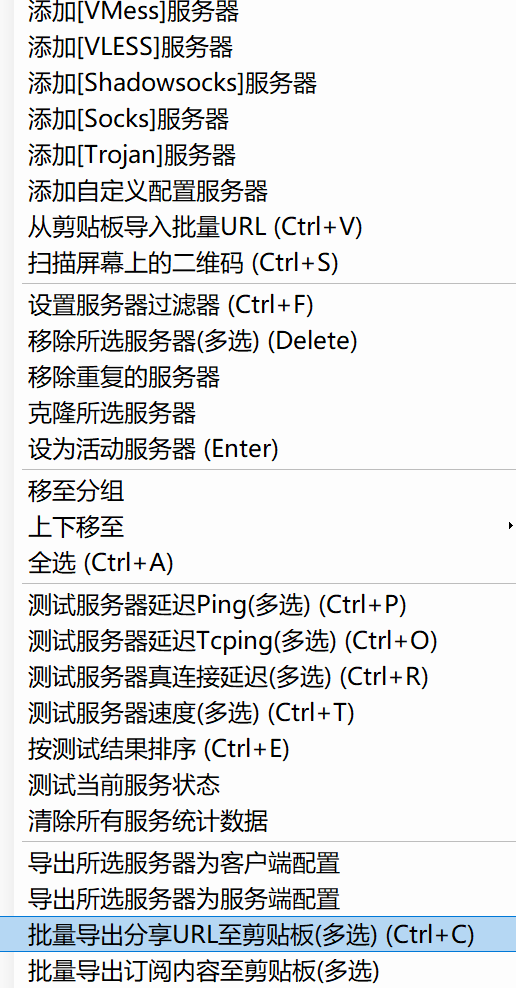 添加[VMess]服务器
添加[VLESS]服务器
添加[Shadowsocks]服务器
添加[Socks]服务器
添加[Trojan]服务器
添加自定义配置服务器
从剪贴板导入批量URL (Ctrl+V)
扫描屏幕上的二维码 (Ctrl+S)
设置服务器过滤器 (Ctrl+F)
移除所选服务器(多选) (Delete)
移除重复的服务器
克隆所选服务器
设为活动服务器 (Enter)
移至分组
上下移至
全选 (Ctrl+A)
测试服务器延迟Ping(多选) (Ctrl+P)
测试服务器延迟Tcping(多选) (Ctrl+O)
测试服务器真连接延迟(多选) (Ctrl+R)
测试服务器速度(多选) (Ctrl+T)
按测试结果排序 (Ctrl+E)
测试当前服务状态
清除所有服务统计数据
导出所选服务器为客户端配置
导出所选服务器为服务端配置
批量导出分享URL至剪贴板(多选) (Ctrl+C)
批量导出订阅内容至剪贴板(多选)